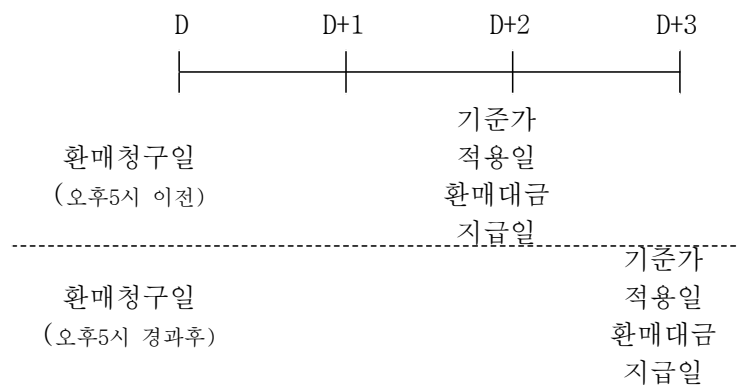 D D+1 D+2 D+3
기준가
환매청구일 적용일
(오후5시 이전) 환매대금
지급일
기준가
환매청구일 적용일
(오후5시 경과후) 환매대금
지급일